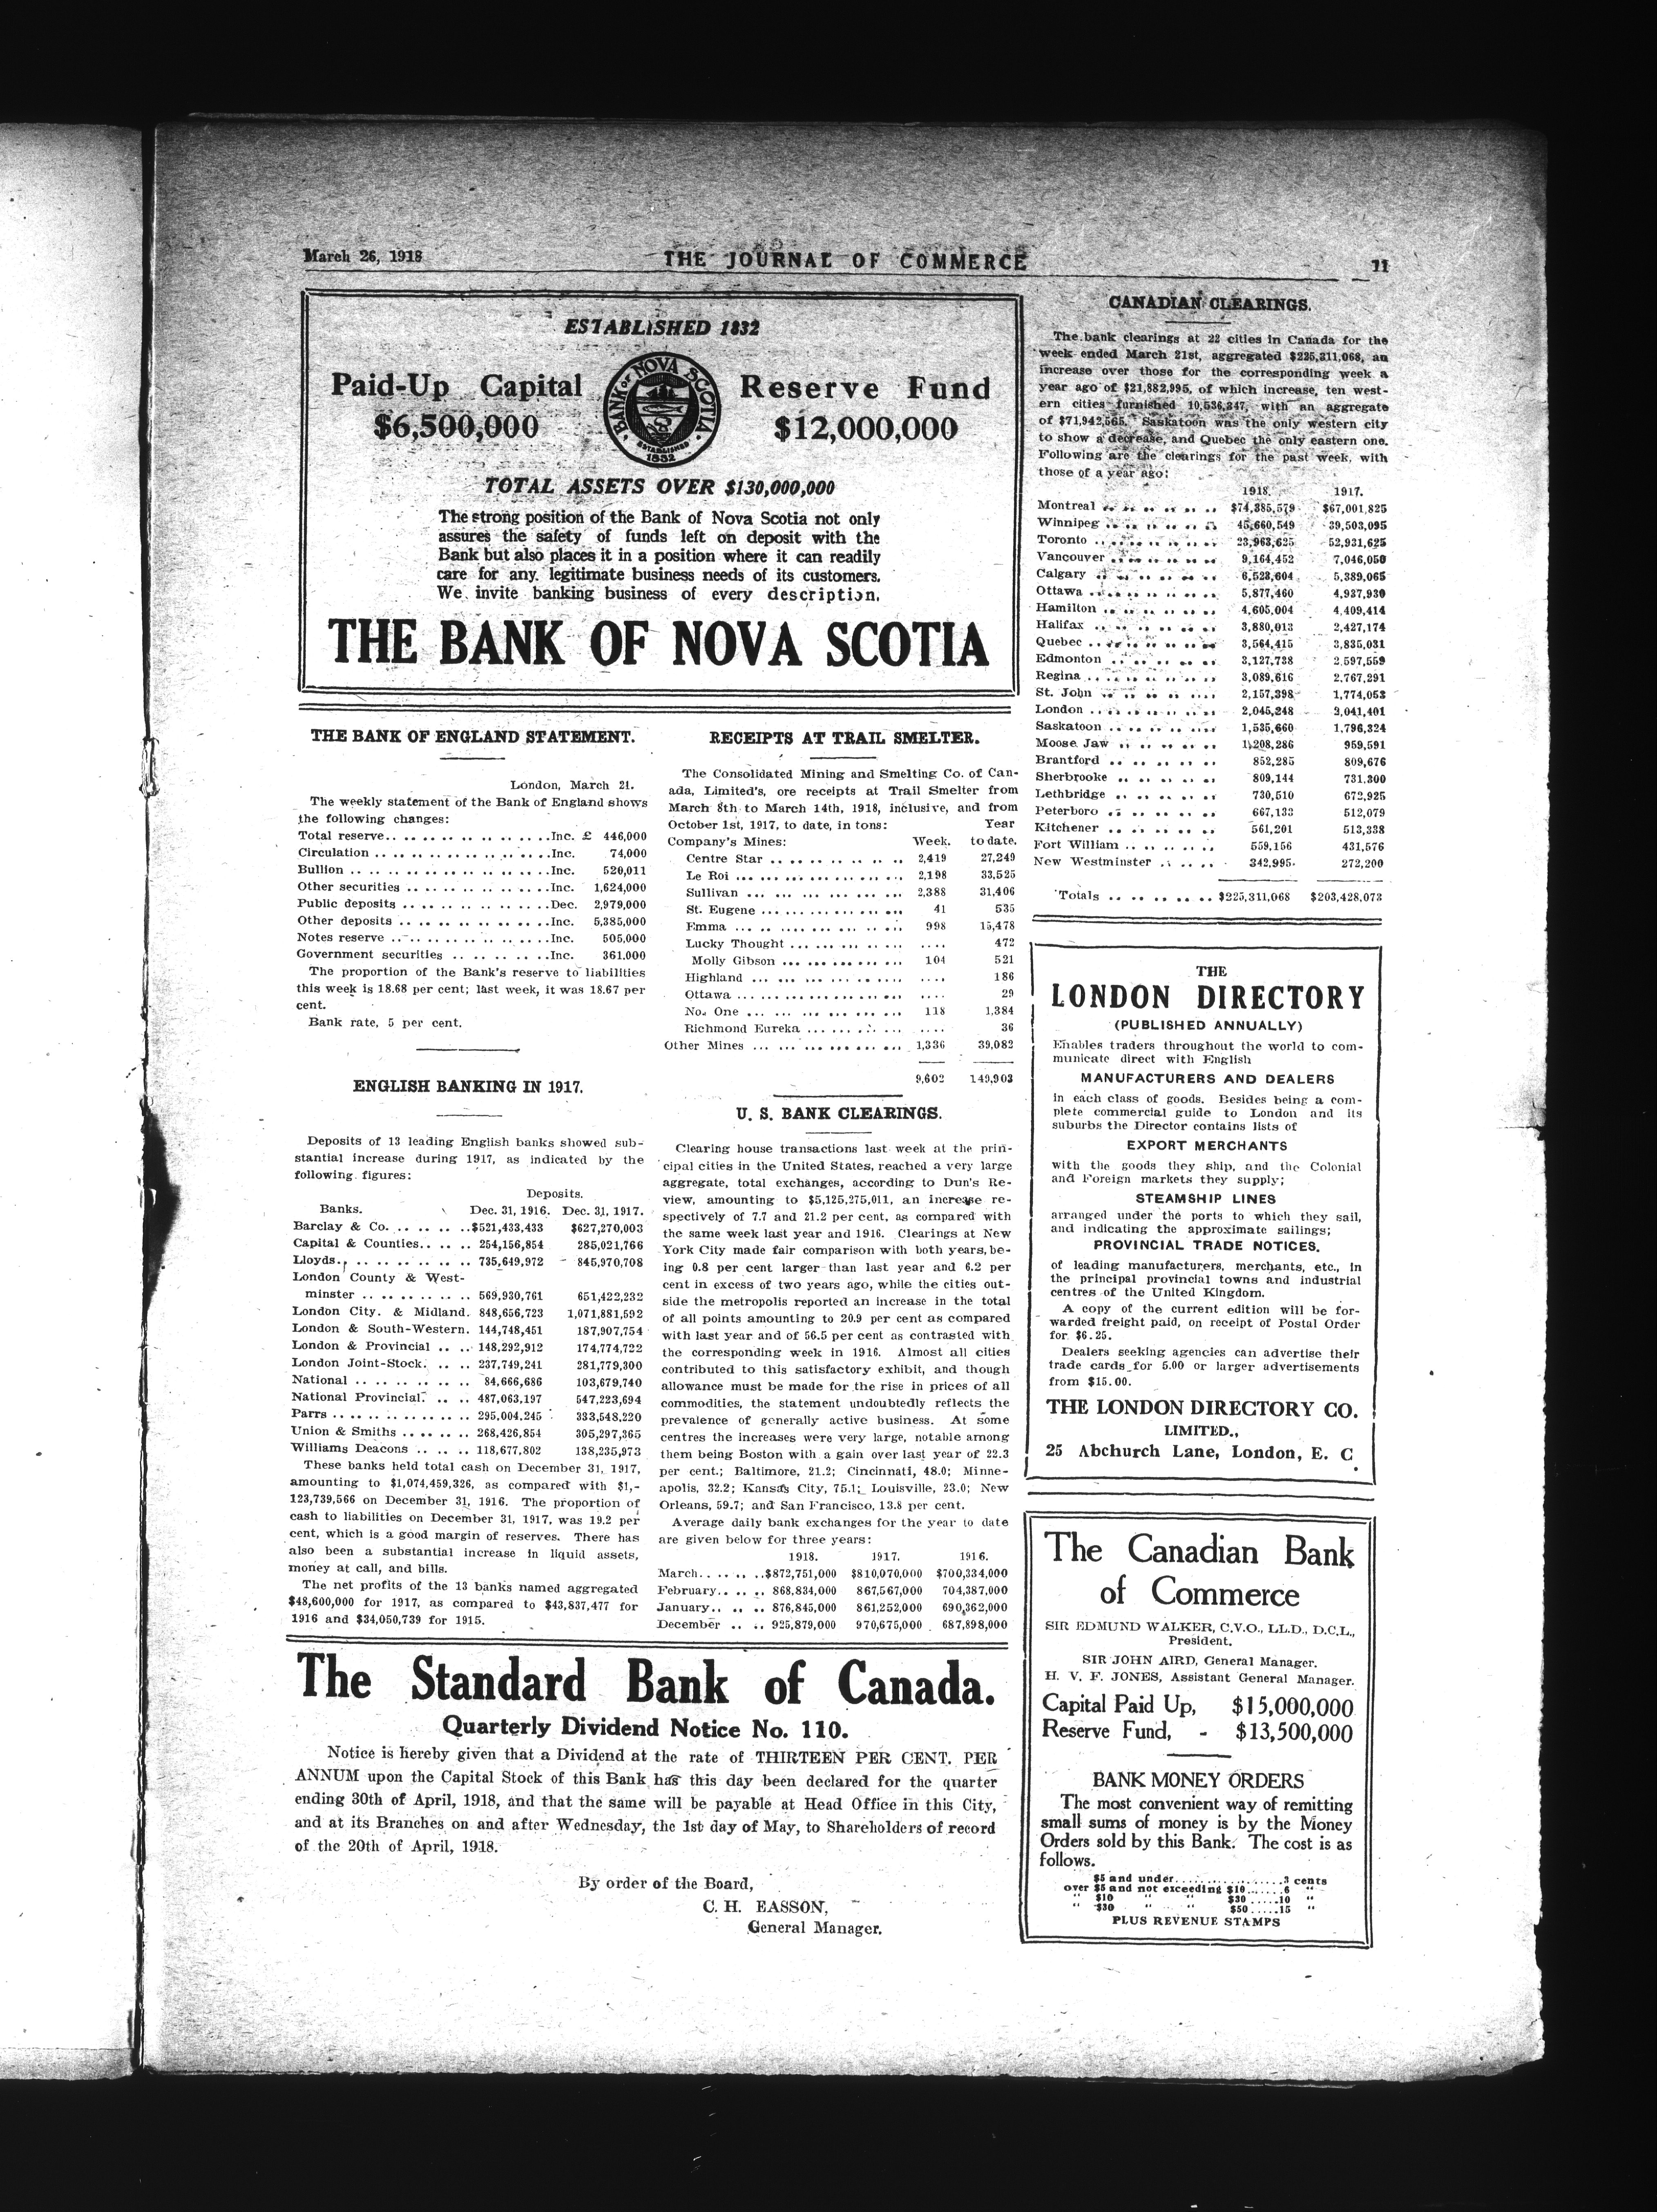 March 26, 1918 THE JOURNAL OF COMMERCE 11
ESTABLISHED 1832
Paid-Up Capital
$6,500,000
BANK OF NOVA SCOTIA
ESTABLISHED
1832
Reserve Fund
$12,000,000
TOTAL ASSETS OVER $130,000,000
The strong position of the Bank of Nova Scotia not only
assures the safety of funds left on deposit with the
Bank but also places it in a position where it can readily
care for any legitimate business needs of its customers.
We invite banking business of every description.
THE BANK OF NOVA SCOTIA
THE BANK OF ENGLAND STATEMENT.
London, March 21.
The weekly statement of the Bank of England shows
the following changes:
Total reserve.. .. .. .. .. .. .. .. ..Inc. £ 446,000
Circulation .. .. .. .. .. .. .. .. ..Inc. 74,000
Bullion .. .. .. .. .. .. .. .. .. ..Inc. 520,011
Other securities .. .. .. .. .. .. ..Inc. 1,624,000
Public deposits .. .. .. .. .. .. ..Dec. 2,979,000
Other deposits .. .. .. .. .. .. .. ..Inc. 5,385,000
Notes reserve .. .. .. .. .. .. .. ..Inc. 505,000
Government securities .. .. .. .. ..Inc. 361.000
The proportion of the Bank's reserve to liabilities
this week is 18.68 per cent; last week, it was 18.67 per
cent.
Bank rate, 5 per cent.
ENGLISH BANKING IN 1917.
Deposits of 13 leading English banks showed sub-
stantial increase during 1917, as indicated by the
following figures:
Deposits.
Banks. Dec. 31, 1916. Dec. 31, 1917.
Barclay & Co. .. .. .. ..$521,433,433 $627,270,003
Capital & Counties.. .. .. 254,156,854 285,021,766
Lloyds.. .. .. .. .. .. .. 735,649,972 845,970,708
London County & West-
minster .. .. .. .. .. .. 569,930,761 651,422,232
London City. & Midland. 848,656,723 1,071,881,592
London & South-Western. 144,748,451 187,907,754
London & Provincial .. .. 148,292,912 174,774,722
London Joint-Stock. .. .. 237,749,241 281,779,300
National .. .. .. .. .. .. 84,666,686 103,679,740
National Provincial. .. .. 487,063,197 547,223,694
Parrs .. .. .. .. .. .. .. 295,004,245 333,548,220
Union & Smiths .. .. .. .. 268,426,854 305,297,365
Williams Deacons .. .. .. 118,677,802 138,235,973
These banks held total cash on December 31, 1917,
amounting to $1,074,459,326, as compared with $1,-
123,739,566 on December 31, 1916. The proportion of
cash to liabilities on December 31, 1917, was 19.2 per
cent, which is a good margin of reserves. There has
also been a substantial increase in liquid assets,
money at call, and bills.
The net profits of the 13 banks named aggregated
$48,600,000 for 1917, as compared to $43,837,477 for
1916 and $34,050,739 for 1915.
RECEIPTS AT TRAIL SMELTER.
The Consolidated Mining and Smelting Co. of Can-
ada, Limited's, ore receipts at Trail Smelter from
March 8th to March 14th, 1918, inclusive, and from
October 1st, 1917, to date, in tons: Year
Company's Mines: Week. to date.
Centre Star .. .. .. .. .. .. .. 2,419 27,249
Le Roi ... ... ... ... ... ... ... 2,198 33,525
Sullivan ... ... ... ... ... ... 2,388 31,406
St. Eugene ... ... ... ... ... ... 41 535
Emma ... .. .... ... ... .. ... 998 15,478
Lucky Thought ... ... ... .. ... .... 472
Molly Gibson ... ... ... ... ... 104 521
Highland ... ... ... ... ... ... .... 186
Ottawa ... ... ... ... ... ... ... .... 29
No. One ... ... ... ... ... ... 118 1,384
Richmond Eureka ... ... ... ... .... 36
Other Mines ... ... ... ... ... ... 1,336 39,082
9,602 149,903
U. S. BANK CLEARINGS.
Clearing house transactions last week at the prin-
cipal cities in the United States, reached a very large
aggregate, total exchanges, according to Dun's Re-
view, amounting to $5,125,275,011, an increase re-
spectively of 7.7 and 21.2 per cent, as compared with
the same week last year and 1916. Clearings at New
York City made fair comparison with both years, be-
ing 0.8 per cent larger than last year and 6.2 per
cent in excess of two years ago, while the cities out-
side the metropolis reported an increase in the total
of all points amounting to 20.9 per cent as compared
with last year and of 56.5 per cent as contrasted with
the corresponding week in 1916. Almost all cities
contributed to this satisfactory exhibit, and though
allowance must be made for the rise in prices of all
commodities, the statement undoubtedly reflects the
prevalence of generally active business. At some
centres the increases were very large, notable among
them being Boston with a gain over last year of 22.3
per cent.; Baltimore, 21.2; Cincinnati, 48.0; Minne-
apolis, 32.2; Kansas City, 75.1; Louisville, 23.0; New
Orleans, 59.7; and San Francisco, 13.8 per cent.
Average daily bank exchanges for the year to date
are given below for three years:
1918. 1917. 1916.
March.. .. .. ..$872,751,000 $810,070,000 $700,334,000
February.. .. .. 868,834,000 867,567,000 704,387,000
January.. .. .. 876,845,000 861,252,000 690,362,000
December .. .. 925,879,000 970,675,000 687,898,000
The Standard Bank of Canada.
Quarterly Dividend Notice No. 110.
Notice is hereby given that a Dividend at the rate of THIRTEEN PER CENT. PER
ANNUM upon the Capital Stock of this Bank has this day been declared for the quarter
ending 30th of April, 1918, and that the same will be payable at Head Office in this City,
and at its Branches on and after Wednesday, the 1st day of May, to Shareholders of record
of the 20th of April, 1918.
By order of the Board,
C. H. EASSON,
General Manager.
CANADIAN CLEARINGS.
The bank clearings at 22 cities in Canada for the
week ended March 21st, aggregated $225,311,068, an
increase over those for the corresponding week a
year ago of $21,882,995, of which increase, ten west-
ern cities furnished 10,536,347, with an aggregate
of $71,942,565. Saskatoon was the only western city
to show a decrease, and Quebec the only eastern one.
Following are the clearings for the past week, with
those of a year ago:
1918. 1917.
Montreal .. .. .. .. .. .. .. $74,385,579 $67,001,825
Winnipeg .. .. .. .. .. .. 45,660,549 39,503,095
Toronto .. .. .. .. .. .. .. 23,963,625 52,931,625
Vancouver .. .. .. .. .. .. 9,164,452 7,046,050
Calgary .. .. .. .. .. .. .. 6,528,604 5,389,065
Ottawa .. .. .. .. .. .. .. 5,877,460 4,937,930
Hamilton .. .. .. .. .. .. 4,605,004 4,409,414
Halifax .. .. .. .. .. .. .. 3,880,013 2,427,174
Quebec .. .. .. .. .. .. .. 3,564,415 3,835,031
Edmonton .. .. .. .. .. .. 3,127,738 2,597,559
Regina .. .. .. .. .. .. .. 3,089,616 2,767,291
St. John .. .. .. .. .. .. 2,157,398 1,774,053
London .. .. .. .. .. .. .. 2,045,248 2,041,401
Saskatoon .. .. .. .. .. .. 1,535,660 1,796,324
Moose Jaw .. .. .. .. .. 1,208,286 959,591
Brantford .. .. .. .. .. .. 852,285 809,676
Sherbrooke .. .. .. .. .. 809,144 731,300
Lethbridge .. .. .. .. .. 730,510 672,925
Peterboro .. .. .. .. .. .. 667,133 512,079
Kitchener .. .. .. .. .. .. 561,201 513,338
Fort William .. .. .. .. .. 559,156 431,576
New Westminster .. .. .. 342,995 272,200
Totals .. .. .. .. .. .. $225,311,068 $203,428,073
THE
LONDON DIRECTORY
(PUBLISHED ANNUALLY)
Enables traders throughout the world to com-
municate direct with English
MANUFACTURERS AND DEALERS
in each class of goods. Besides being a com-
plete commercial guide to London and its
suburbs the Director contains lists of
EXPORT MERCHANTS
with the goods they ship, and the Colonial
and Foreign markets they supply;
STEAMSHIP LINES
arranged under the ports to which they sail,
and indicating the approximate sailings;
PROVINCIAL TRADE NOTICES.
of leading manufacturers, merchants, etc., in
the principal provincial towns and industrial
centres of the United Kingdom.
A copy of the current edition will be for-
warded freight paid, on receipt of Postal Order
for $6.25.
Dealers seeking agencies can advertise their
trade cards for 5.00 or larger advertisements
from $15.00.
THE LONDON DIRECTORY CO.
LIMITED.,
25 Abchurch Lane, London, E. C.
The Canadian Bank
of Commerce
SIR EDMUND WALKER, C.V.O., LL.D., D.C.L.,
President.
SIR JOHN AIRD, General Manager.
H. V. F. JONES, Assistant General Manager.
Capital Paid Up, $15,000,000
Reserve Fund, - $13,500,000
BANK MONEY ORDERS
The most convenient way of remitting
small sums of money is by the Money
Orders sold by this Bank. The cost is as
follows.
$5 and under..................3 cents
over $5 and not exceeding $10.......6 "
" $10 " " $30 .....10 "
" $30 " " $50 .....15 "
PLUS REVENUE STAMPS